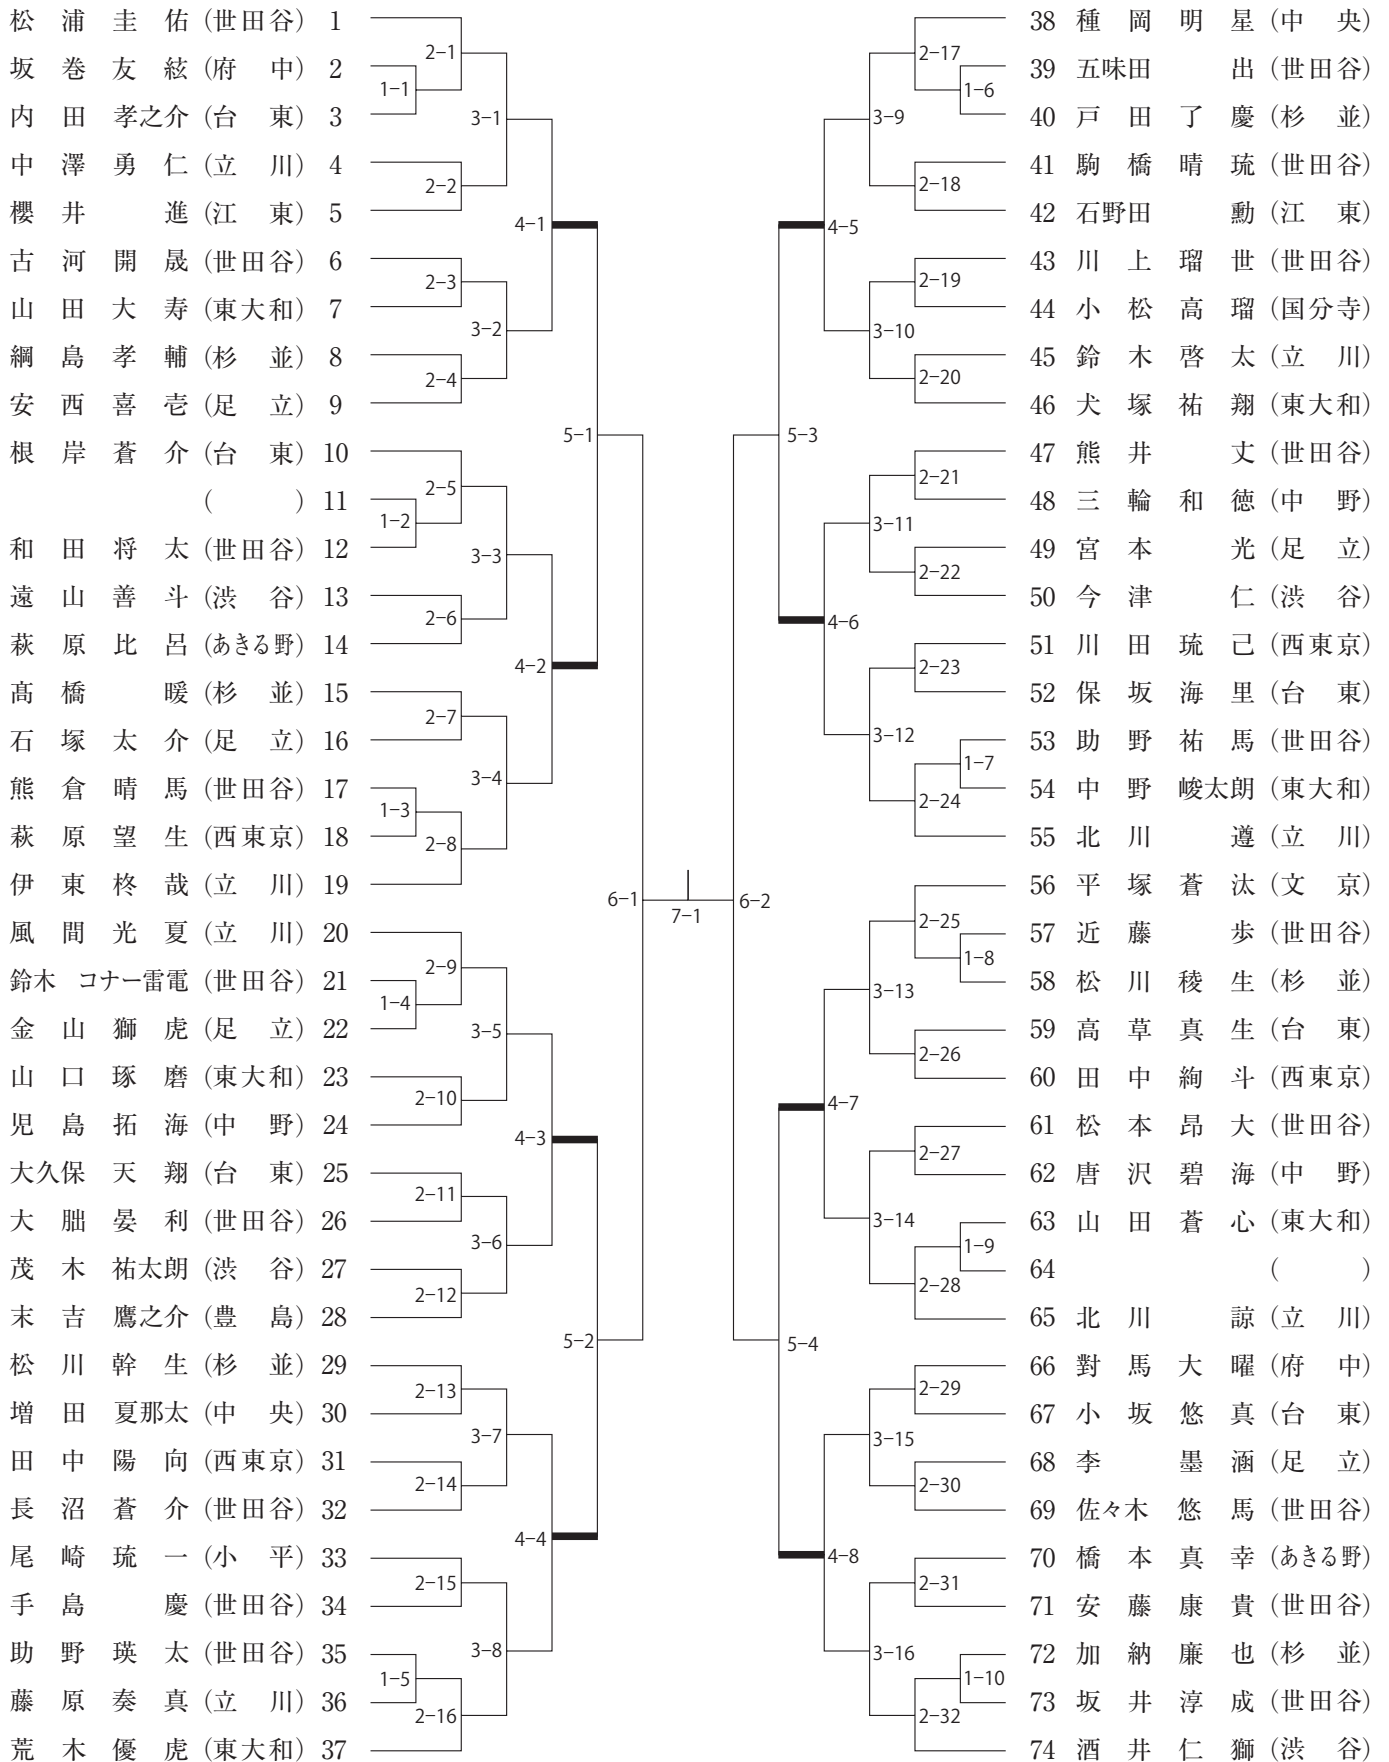 松浦圭佑 (世田谷) 1
坂巻友絃 (府中) 2
内田孝之介 (台東) 3
中澤勇仁 (立川) 4
櫻井進 (江東) 5
古河開晟 (世田谷) 6
山田大寿 (東大和) 7
綱島孝輔 (杉並) 8
安西喜壱 (足立) 9
根岸蒼介 (台東) 10
( ) 11
和田将太 (世田谷) 12
遠山善斗 (渋谷) 13
萩原比呂 (あきる野) 14
髙橋暖 (杉並) 15
石塚太介 (足立) 16
熊倉晴馬 (世田谷) 17
萩原望生 (西東京) 18
伊東柊哉 (立川) 19
風間光夏 (立川) 20
鈴木 コナー雷電 (世田谷) 21
金山獅虎 (足立) 22
山口琢磨 (東大和) 23
児島拓海 (中野) 24
大久保天翔 (台東) 25
大朏晏利 (世田谷) 26
茂木祐太朗 (渋谷) 27
末吉鷹之介 (豊島) 28
松川幹生 (杉並) 29
増田夏那太 (中央) 30
田中陽向 (西東京) 31
長沼蒼介 (世田谷) 32
尾崎琉一 (小平) 33
手島慶 (世田谷) 34
助野瑛太 (世田谷) 35
藤原奏真 (立川) 36
荒木優虎 (東大和) 37
1-1
1-2
1-3
1-4
1-5
2-1
2-2
2-3
2-4
2-5
2-6
2-7
2-8
2-9
2-10
2-11
2-12
2-13
2-14
2-15
2-16
3-1
3-2
3-3
3-4
3-5
3-6
3-7
3-8
4-1
4-2
4-3
4-4
5-1
5-2
6-1
7-1
6-2
5-3
5-4
4-5
4-6
4-7
4-8
3-9
3-10
3-11
3-12
3-13
3-14
3-15
3-16
2-17
2-18
2-19
2-20
2-21
2-22
2-23
2-24
2-25
2-26
2-27
2-28
2-29
2-30
2-31
2-32
1-6
1-7
1-8
1-9
1-10
38 種岡明星 (中央)
39 五味田出 (世田谷)
40 戸田了慶 (杉並)
41 駒橋晴琉 (世田谷)
42 石野田勳 (江東)
43 川上瑠世 (世田谷)
44 小松高瑠 (国分寺)
45 鈴木啓太 (立川)
46 犬塚祐翔 (東大和)
47 熊井丈 (世田谷)
48 三輪和徳 (中野)
49 宮本光 (足立)
50 今津仁 (渋谷)
51 川田琉己 (西東京)
52 保坂海里 (台東)
53 助野祐馬 (世田谷)
54 中野峻太朗 (東大和)
55 北川遵 (立川)
56 平塚蒼汰 (文京)
57 近藤歩 (世田谷)
58 松川稜生 (杉並)
59 高草真生 (台東)
60 田中絢斗 (西東京)
61 松本昂大 (世田谷)
62 唐沢碧海 (中野)
63 山田蒼心 (東大和)
64 ( )
65 北川諒 (立川)
66 對馬大曜 (府中)
67 小坂悠真 (台東)
68 李墨涵 (足立)
69 佐々木悠馬 (世田谷)
70 橋本真幸 (あきる野)
71 安藤康貴 (世田谷)
72 加納廉也 (杉並)
73 坂井淳成 (世田谷)
74 酒井仁獅 (渋谷)